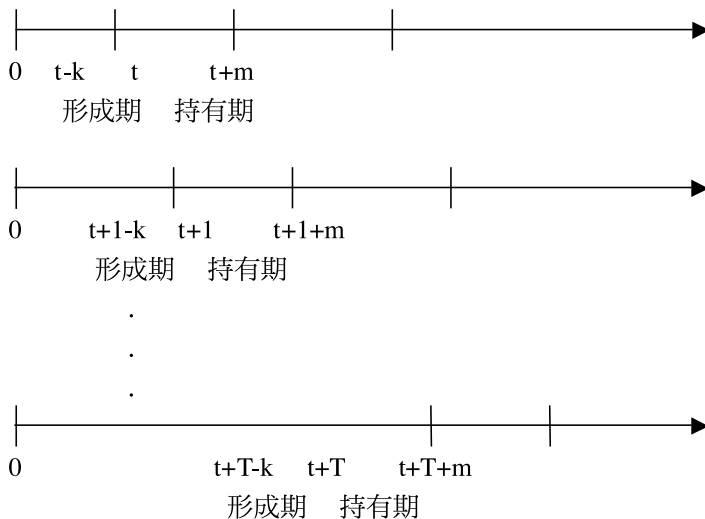 0 t-k t t+m
形成期 持有期
0 t+1-k t+1 t+1+m
形成期 持有期
.
.
.
0 t+T-k t+T t+T+m
形成期 持有期